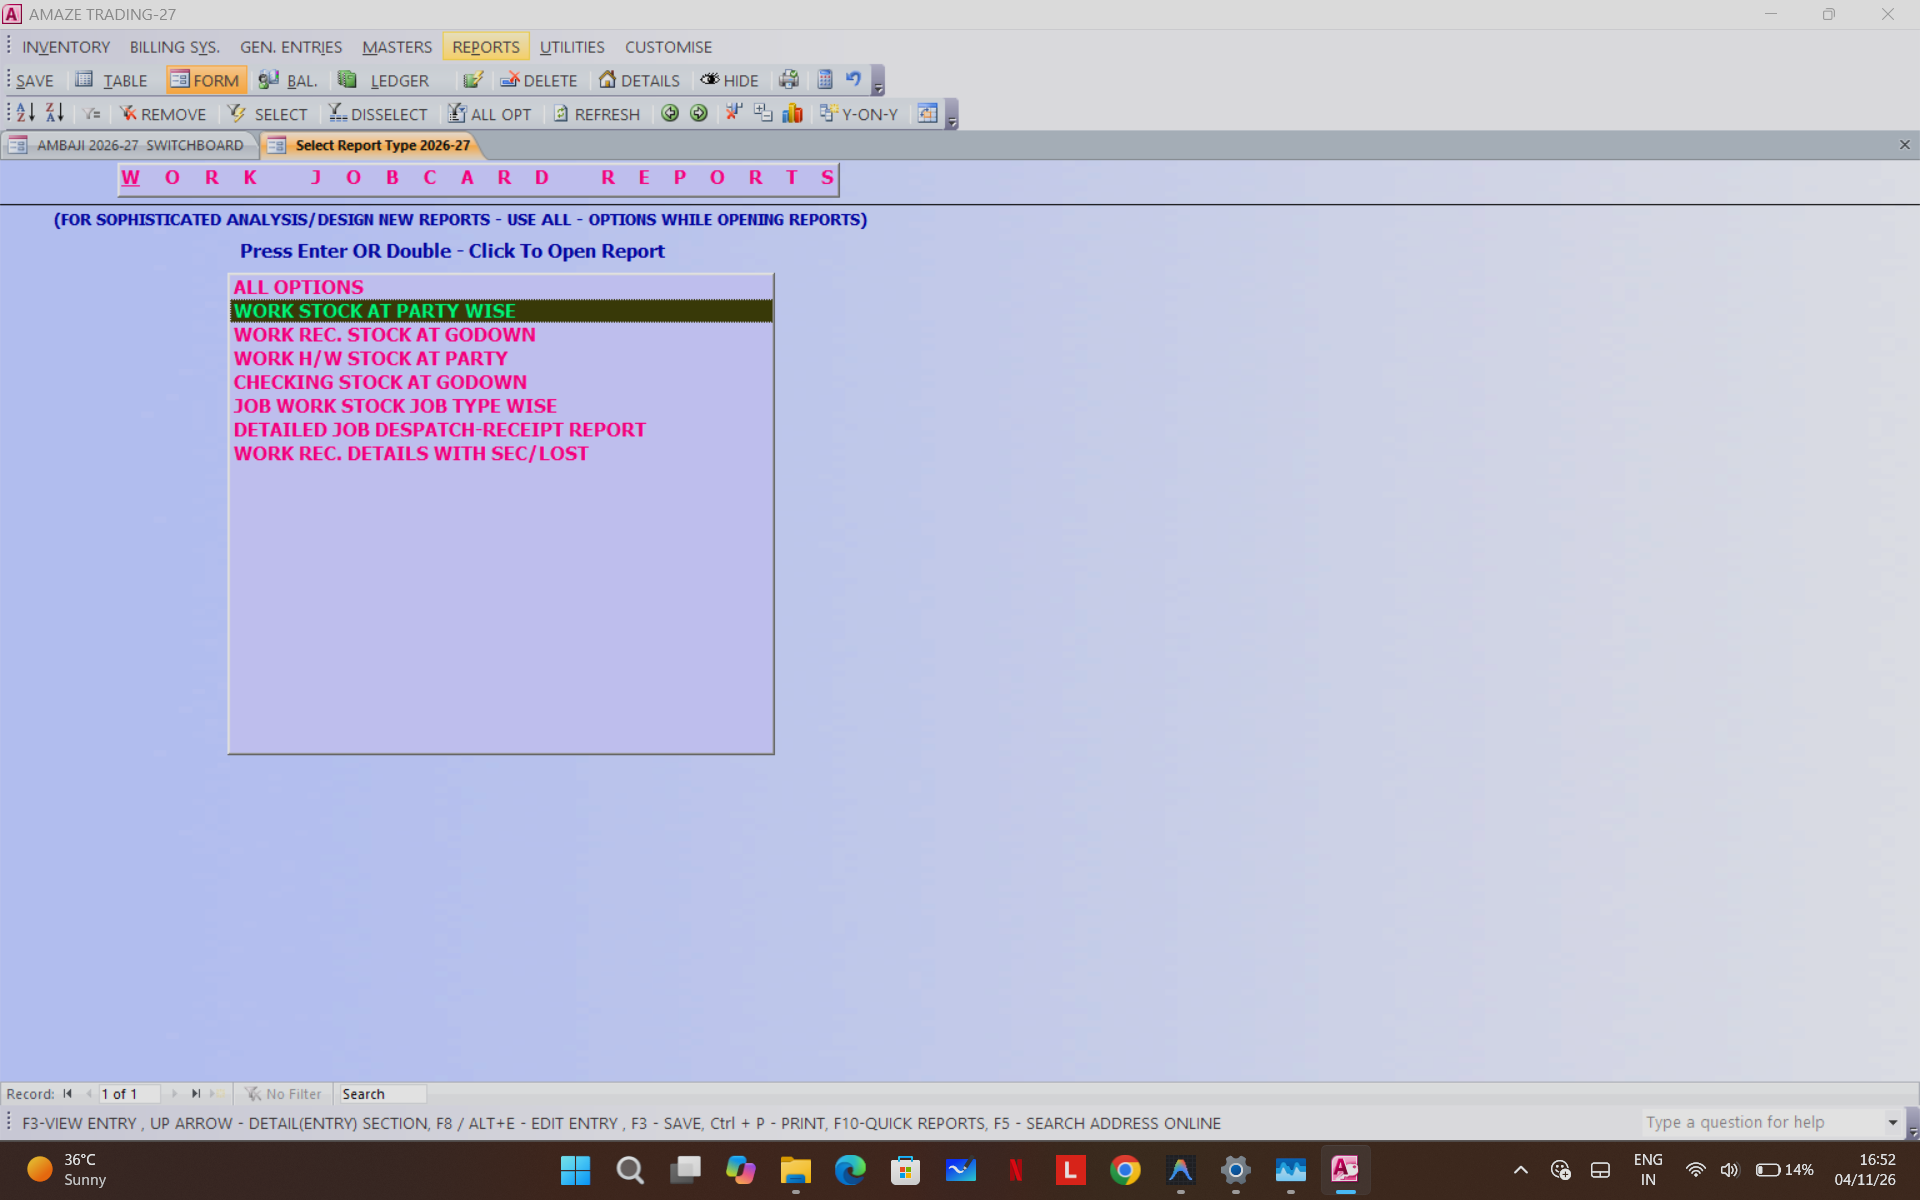 AMAZE TRADING-27
INVENTORY BILLING SYS. GEN. ENTRIES MASTERS REPORTS UTILITIES CUSTOMISE
SAVE TABLE FORM BAL. LEDGER DELETE DETAILS HIDE
REMOVE SELECT DISSELECT ALL OPT REFRESH Y-ON-Y
AMBAJI 2026-27 SWITCHBOARD Select Report Type 2026-27
W O R K J O B C A R D R E P O R T S
(FOR SOPHISTICATED ANALYSIS/DESIGN NEW REPORTS - USE ALL - OPTIONS WHILE OPENING REPORTS)
Press Enter OR Double - Click To Open Report
ALL OPTIONS
WORK STOCK AT PARTY WISE
WORK REC. STOCK AT GODOWN
WORK H/W STOCK AT PARTY
CHECKING STOCK AT GODOWN
JOB WORK STOCK JOB TYPE WISE
DETAILED JOB DESPATCH-RECEIPT REPORT
WORK REC. DETAILS WITH SEC/LOST
Record: 1 of 1 No Filter Search
F3-VIEW ENTRY , UP ARROW - DETAIL(ENTRY) SECTION, F8 / ALT+E - EDIT ENTRY , F3 - SAVE, Ctrl + P - PRINT, F10-QUICK REPORTS, F5 - SEARCH ADDRESS ONLINE
Type a question for help
36°C
Sunny
ENG
IN
14%
16:52
04/11/26